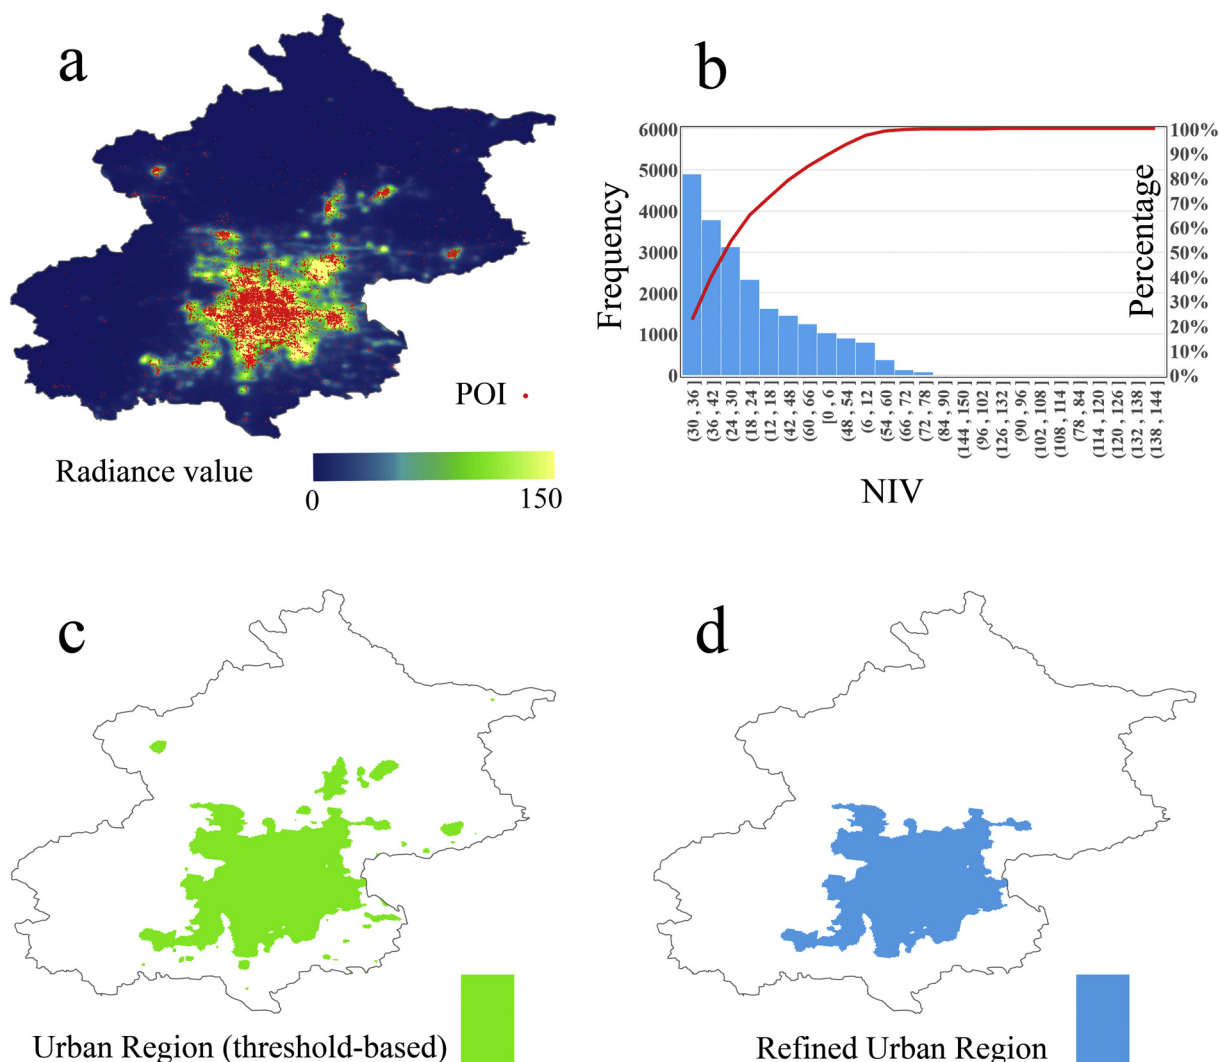 a
POI
Radiance value
0
150
b
Frequency
6000
5000
4000
3000
2000
1000
0
100%
90%
80%
70%
60%
50%
40%
30%
20%
10%
0%
Percentage
(30 , 36]
(36 , 42]
(24 , 30]
(18 , 24]
(12 , 18]
(42 , 48]
(60 , 66]
[0 , 6]
(48 , 54]
(6 , 12]
(54 , 60]
(66 , 72]
(72 , 78]
(84 , 90]
(144 , 150]
(96 , 102]
(126 , 132]
(90 , 96]
(102 , 108]
(108 , 114]
(78 , 84]
(114 , 120]
(120 , 126]
(132 , 138]
(138 , 144]
NIV
c
Urban Region (threshold-based)
d
Refined Urban Region